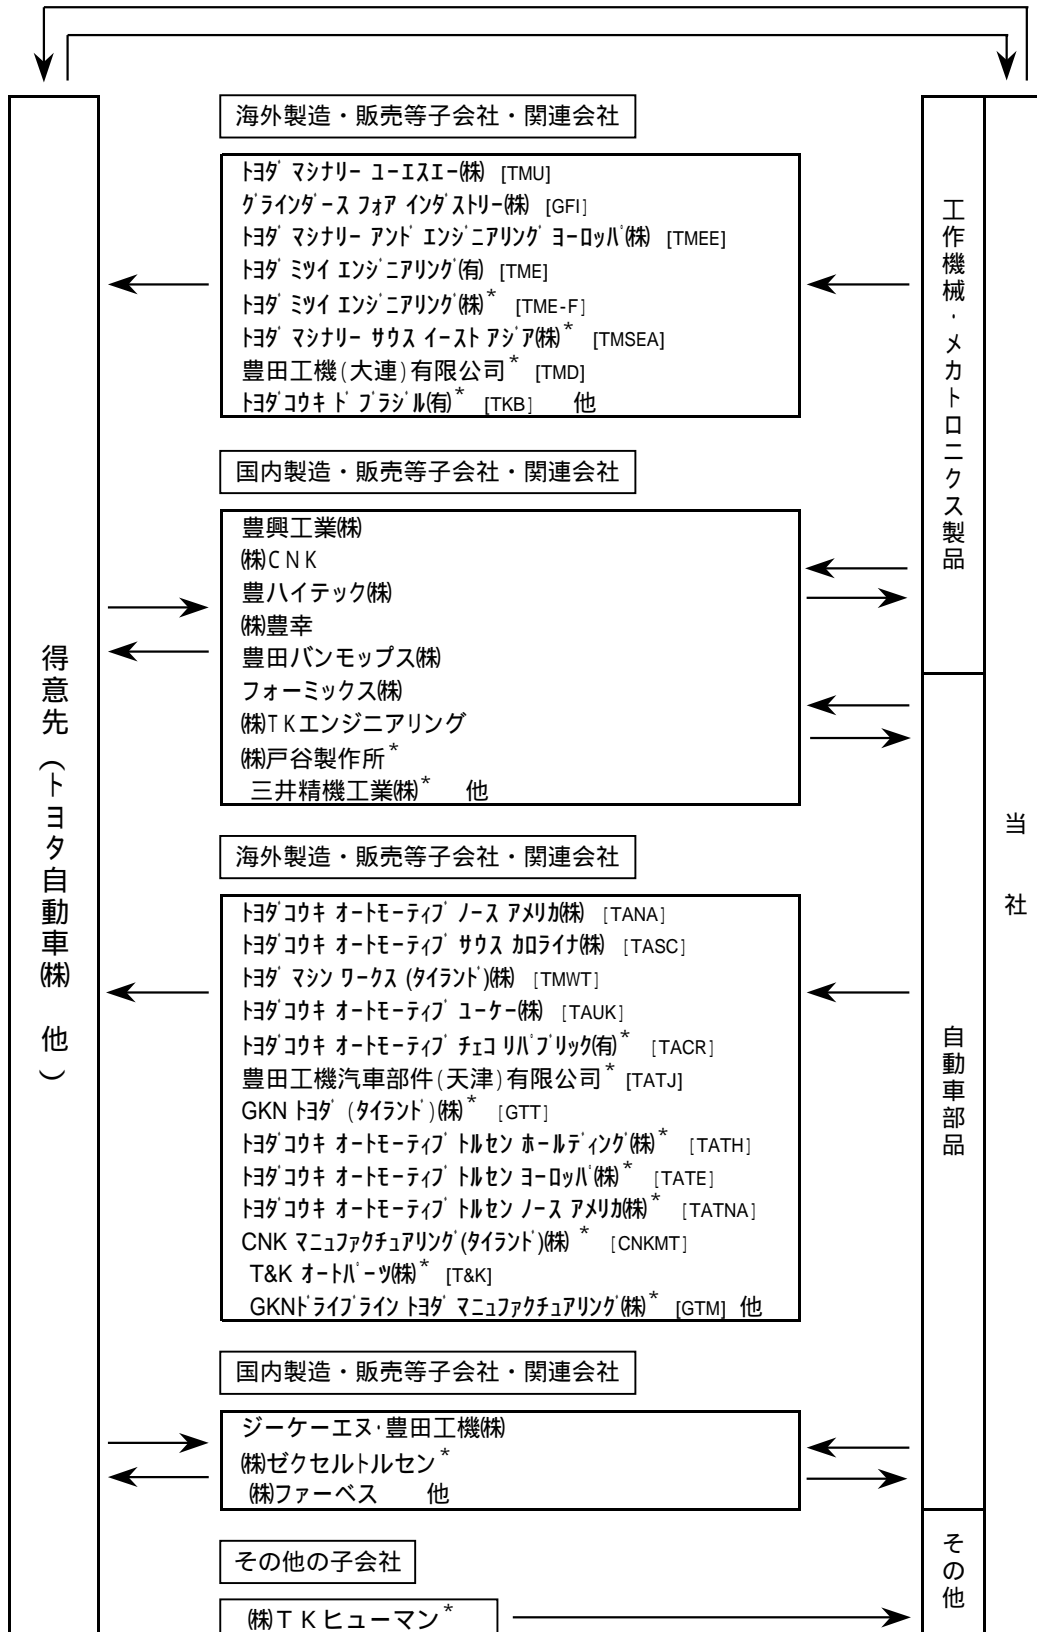 海外製造・販売等子会社・関連会社
ﾄﾖﾀﾞ ﾏｼﾅﾘｰ ﾕｰｴｽｴｰ㈱ [TMU]
ｸﾞﾗｲﾝﾀﾞｰｽ ﾌｫｱ ｲﾝﾀﾞｽﾄﾘｰ㈱ [GFI]
ﾄﾖﾀﾞ ﾏｼﾅﾘｰ ｱﾝﾄﾞ ｴﾝｼﾞﾆｱﾘﾝｸﾞ ﾖｰﾛｯﾊﾟ㈱ [TMEE]
ﾄﾖﾀﾞ ﾐﾂｲ ｴﾝｼﾞﾆｱﾘﾝｸﾞ㈲ [TME]
ﾄﾖﾀﾞ ﾐﾂｲ ｴﾝｼﾞﾆｱﾘﾝｸﾞ㈱* [TME-F]
ﾄﾖﾀﾞ ﾏｼﾅﾘｰ ｻｳｽ ｲｰｽﾄ ｱｼﾞｱ㈱* [TMSEA]
豊田工機(大連)有限公司* [TMD]
ﾄﾖﾀﾞｺｳｷ ﾄﾞ ﾌﾞﾗｼﾞﾙ㈲* [TKB] 他
国内製造・販売等子会社・関連会社
豊興工業㈱
㈱CNK
豊ハイテック㈱
㈱豊幸
豊田バンモップス㈱
フォーミックス㈱
㈱TKエンジニアリング
㈱戸谷製作所*
三井精機工業㈱* 他
海外製造・販売等子会社・関連会社
ﾄﾖﾀﾞｺｳｷ ｵｰﾄﾓｰﾃｨﾌﾞ ﾉｰｽ ｱﾒﾘｶ㈱ [TANA]
ﾄﾖﾀﾞｺｳｷ ｵｰﾄﾓｰﾃｨﾌﾞ ｻｳｽ ｶﾛﾗｲﾅ㈱ [TASC]
ﾄﾖﾀﾞ ﾏｼﾝ ﾜｰｸｽ (ﾀｲﾗﾝﾄﾞ)㈱ [TMWT]
ﾄﾖﾀﾞｺｳｷ ｵｰﾄﾓｰﾃｨﾌﾞ ﾕｰｹｰ㈱ [TAUK]
ﾄﾖﾀﾞｺｳｷ ｵｰﾄﾓｰﾃｨﾌﾞ ﾁｪｺ ﾘﾊﾟﾌﾞﾘｯｸ㈲* [TACR]
豊田工機汽車部件(天津)有限公司* [TATJ]
GKN ﾄﾖﾀﾞ (ﾀｲﾗﾝﾄﾞ)㈱* [GTT]
ﾄﾖﾀﾞｺｳｷ ｵｰﾄﾓｰﾃｨﾌﾞ ﾄﾙｾﾝ ﾎｰﾙﾃﾞｨﾝｸﾞ㈱* [TATH]
ﾄﾖﾀﾞｺｳｷ ｵｰﾄﾓｰﾃｨﾌﾞ ﾄﾙｾﾝ ﾖｰﾛｯﾊﾟ㈱* [TATE]
ﾄﾖﾀﾞｺｳｷ ｵｰﾄﾓｰﾃｨﾌﾞ ﾄﾙｾﾝ ﾉｰｽ ｱﾒﾘｶ㈱* [TATNA]
CNK ﾏﾆｭﾌｧｸﾁｭｱﾘﾝｸﾞ(ﾀｲﾗﾝﾄﾞ)㈱ * [CNKMT]
T&K ｵｰﾄﾊﾟｰﾂ㈱* [T&K]
GKNﾄﾞﾗｲﾌﾞﾗｲﾝ ﾄﾖﾀﾞ ﾏﾆｭﾌｧｸﾁｭｱﾘﾝｸﾞ㈱* [GTM] 他
国内製造・販売等子会社・関連会社
ジーケーエヌ・豊田工機㈱
㈱ゼクセルトルセン*
㈱ファーベス 他
その他の子会社
㈱TKヒューマン*
得意先（トヨタ自動車㈱ 他）
工作機械・メカトロニクス製品
自動車部品
その他
当社